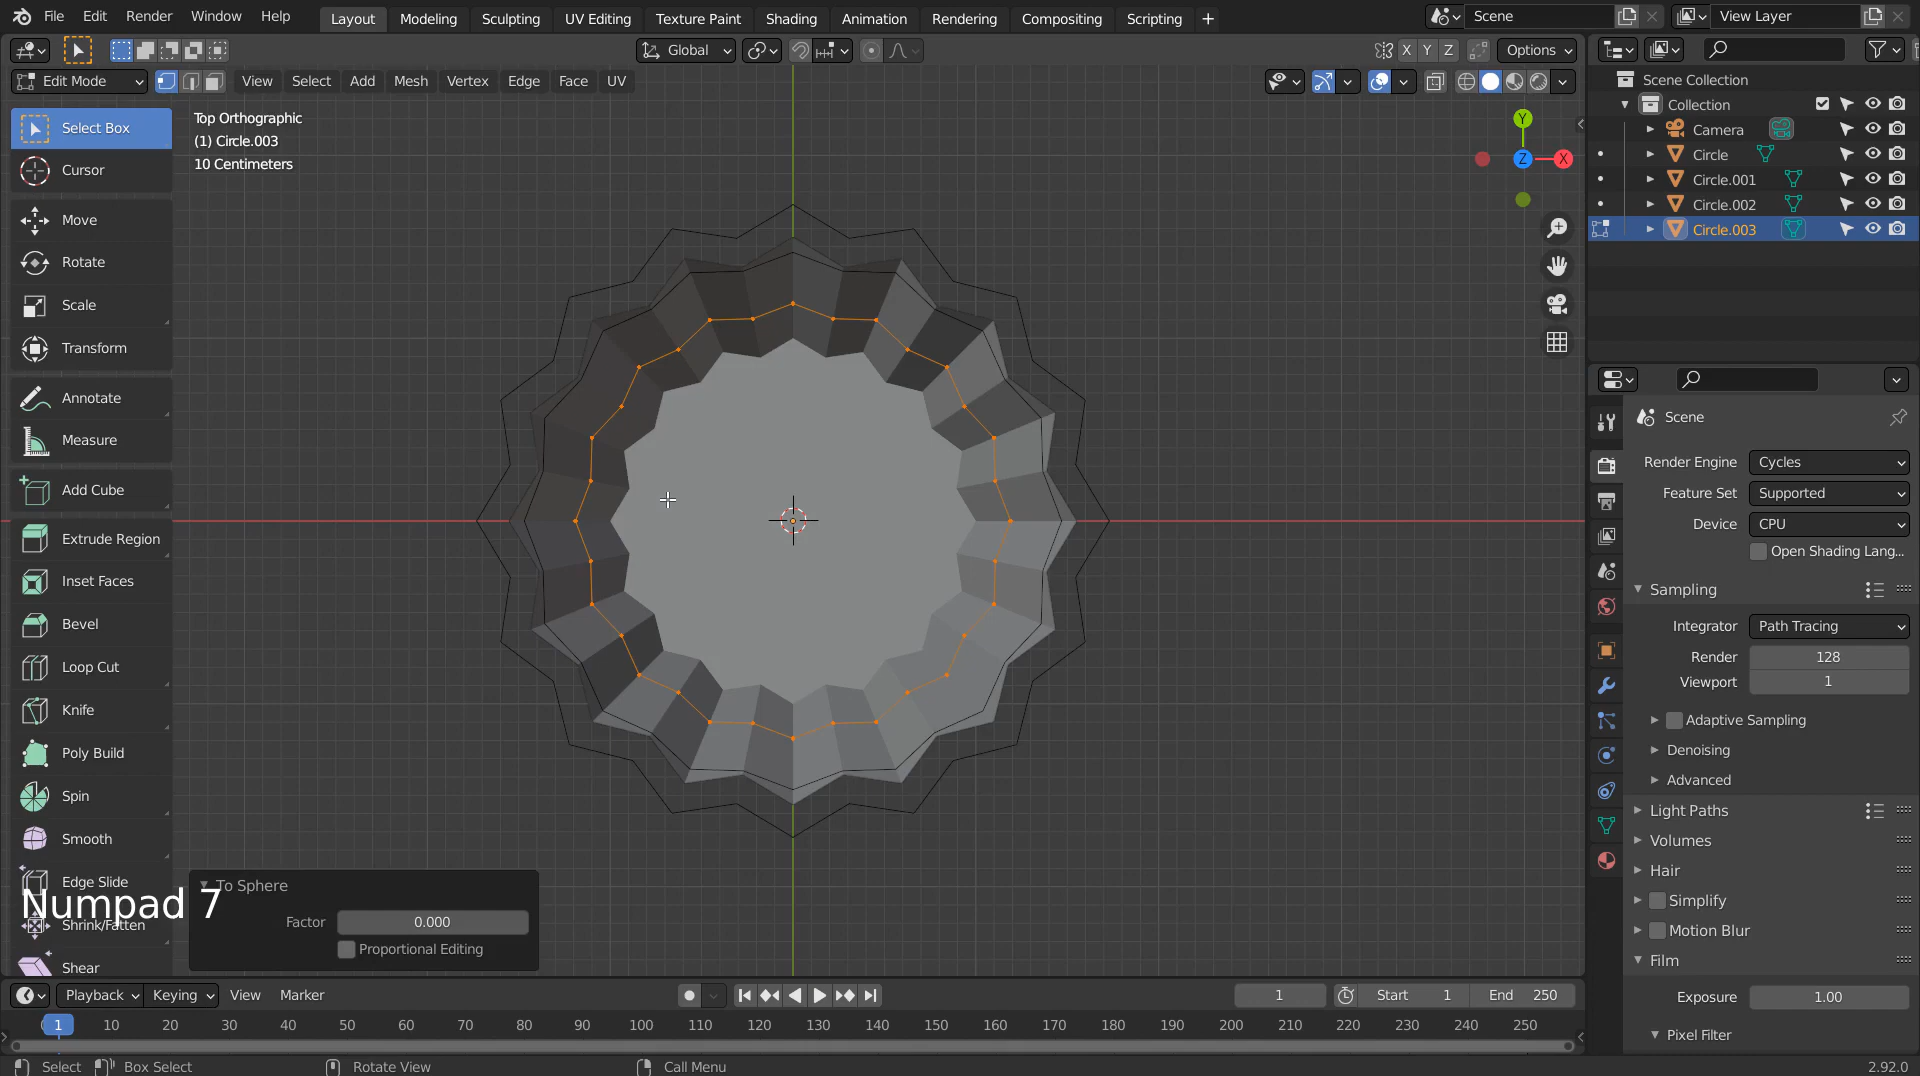 File Edit Render Window Help Layout Modeling Sculpting UV Editing Texture Paint Shading Animation Rendering Compositing Scripting + Scene View Layer
Global X Y Z Options
Edit Mode View Select Add Mesh Vertex Edge Face UV
Select Box
Cursor
Move
Rotate
Scale
Transform
Annotate
Measure
Add Cube
Extrude Region
Inset Faces
Bevel
Loop Cut
Knife
Poly Build
Spin
Smooth
Edge Slide
Shrink/Fatten
Shear
Numpad 7
Top Orthographic
(1) Circle.003
10 Centimeters
Y
Z X
To Sphere
Factor 0.000
Proportional Editing
Scene Collection
Collection
Camera
Circle
Circle.001
Circle.002
Circle.003
Scene
Render Engine Cycles
Feature Set Supported
Device CPU
Open Shading Lang...
Sampling
Integrator Path Tracing
Render 128
Viewport 1
Adaptive Sampling
Denoising
Advanced
Light Paths
Volumes
Hair
Simplify
Motion Blur
Film
Exposure 1.00
Pixel Filter
Playback Keying View Marker 1 Start 1 End 250
1 10 20 30 40 50 60 70 80 90 100 110 120 130 140 150 160 170 180 190 200 210 220 230 240 250
Select Box Select Rotate View Call Menu 2.92.0